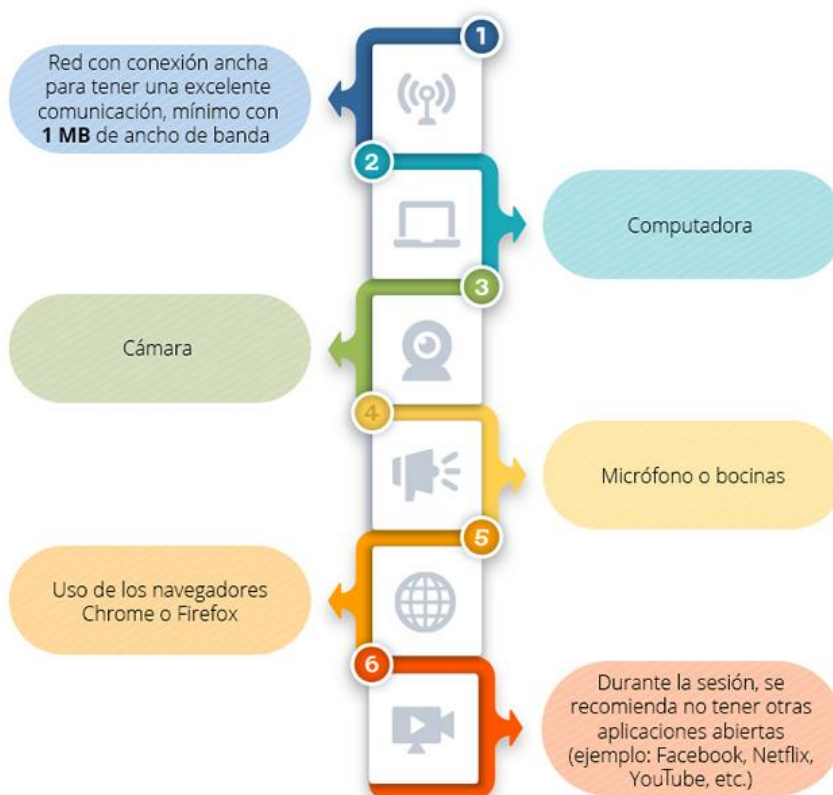 1
Red con conexión ancha
para tener una excelente
comunicación, mínimo con
1 MB de ancho de banda
2
Computadora
3
Cámara
4
Micrófono o bocinas
5
Uso de los navegadores
Chrome o Firefox
6
Durante la sesión, se
recomienda no tener otras
aplicaciones abiertas
(ejemplo: Facebook, Netflix,
YouTube, etc.)